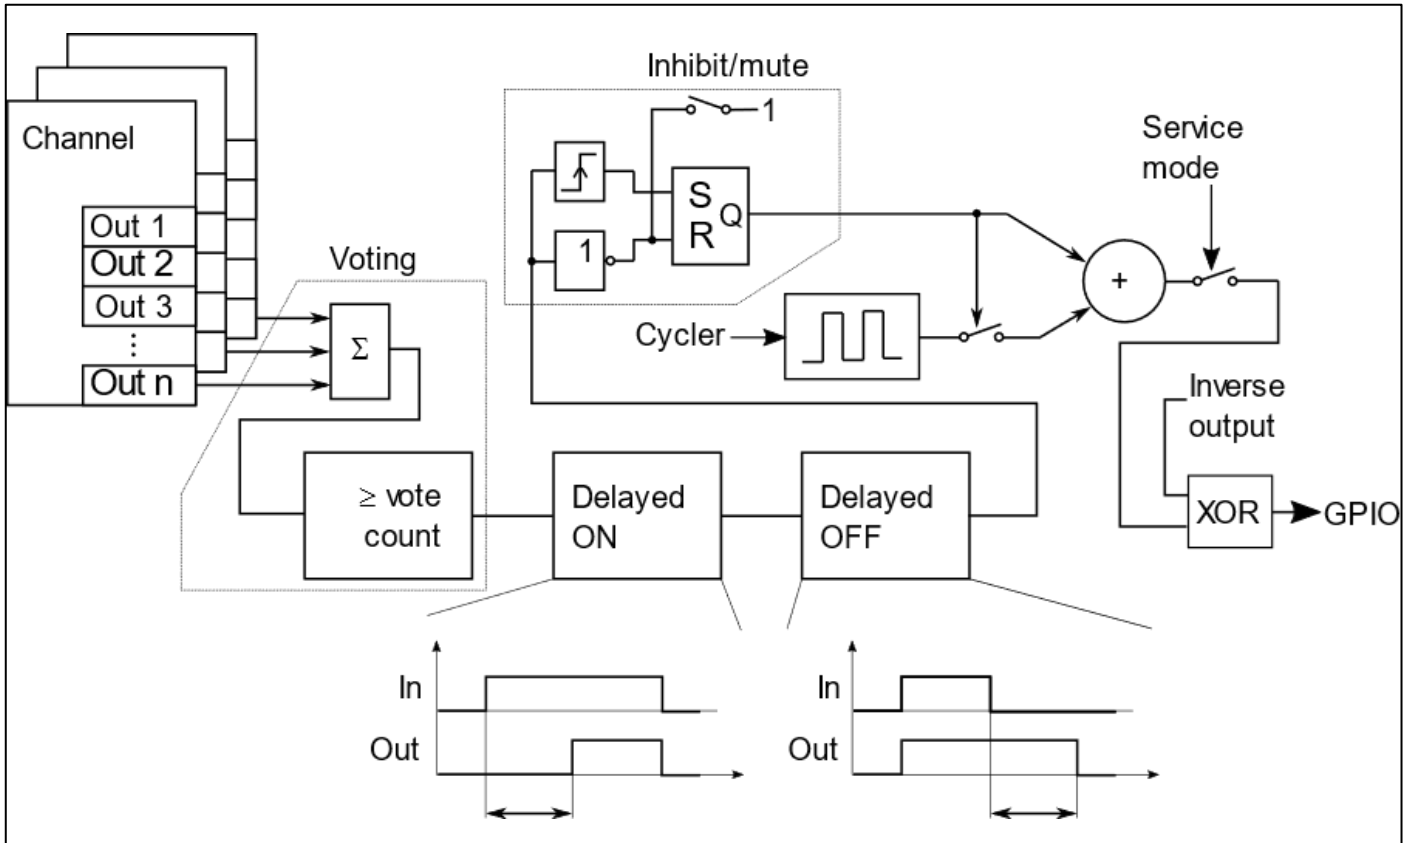 Inhibit/mute
1
Channel
Service
mode
Out 1
Out 2
Out 3
⋮
Out n
Voting
Σ
S
R
Q
1
+
Cycler
Inverse
output
≥ vote
count
Delayed
ON
Delayed
OFF
XOR
GPIO
In
Out
In
Out